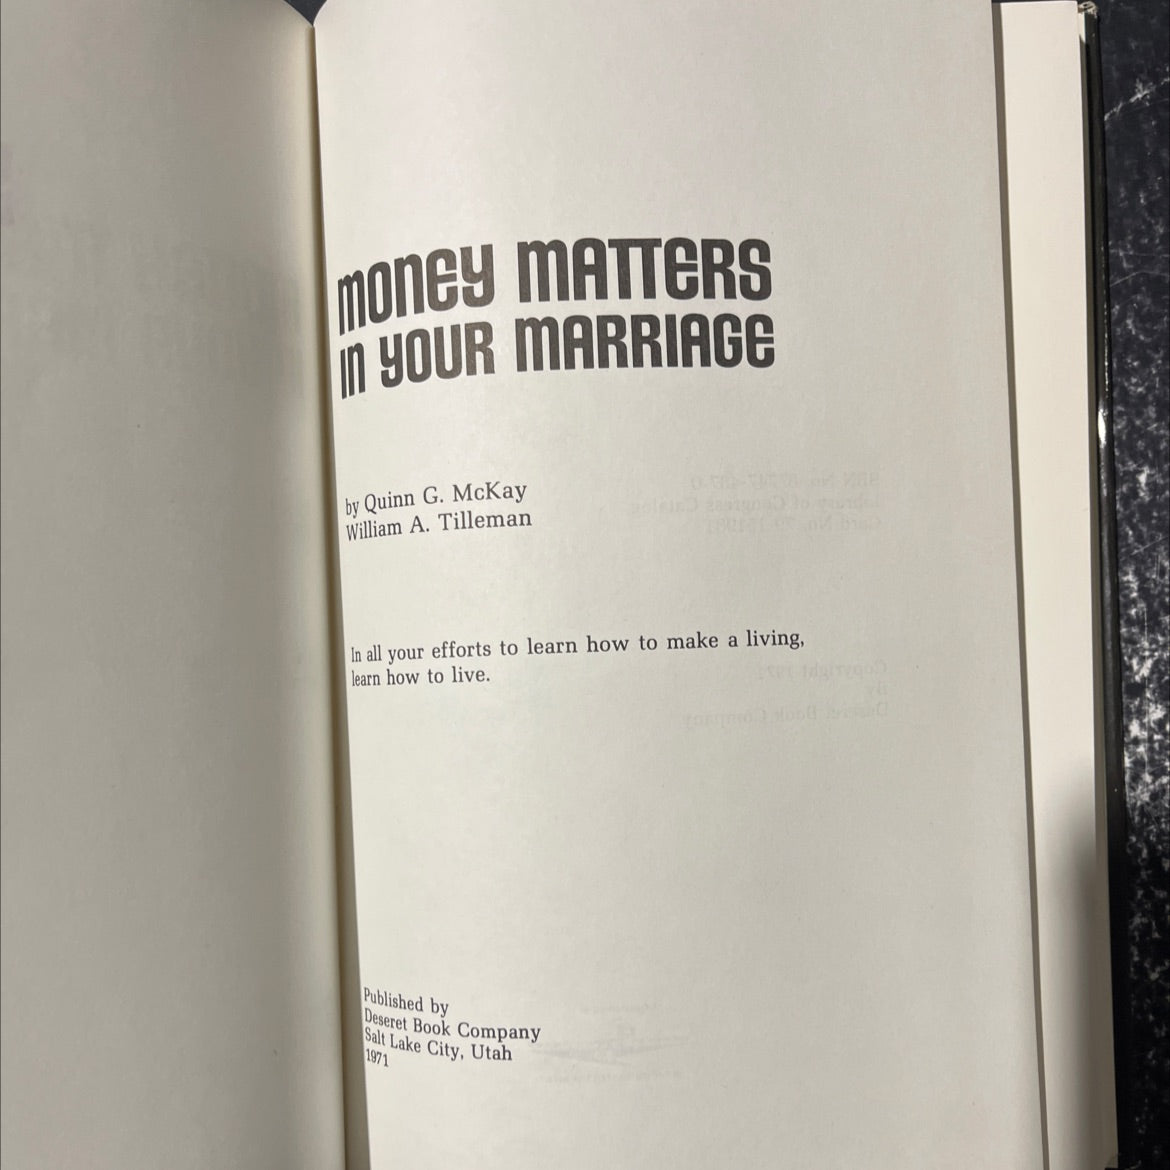 MONEY MATTERS
IN YOUR MARRIAGE
by Quinn G. McKay
William A. Tilleman
In all your efforts to learn how to make a living,
learn how to live.
Published by
Deseret Book Company
Salt Lake City, Utah
1971